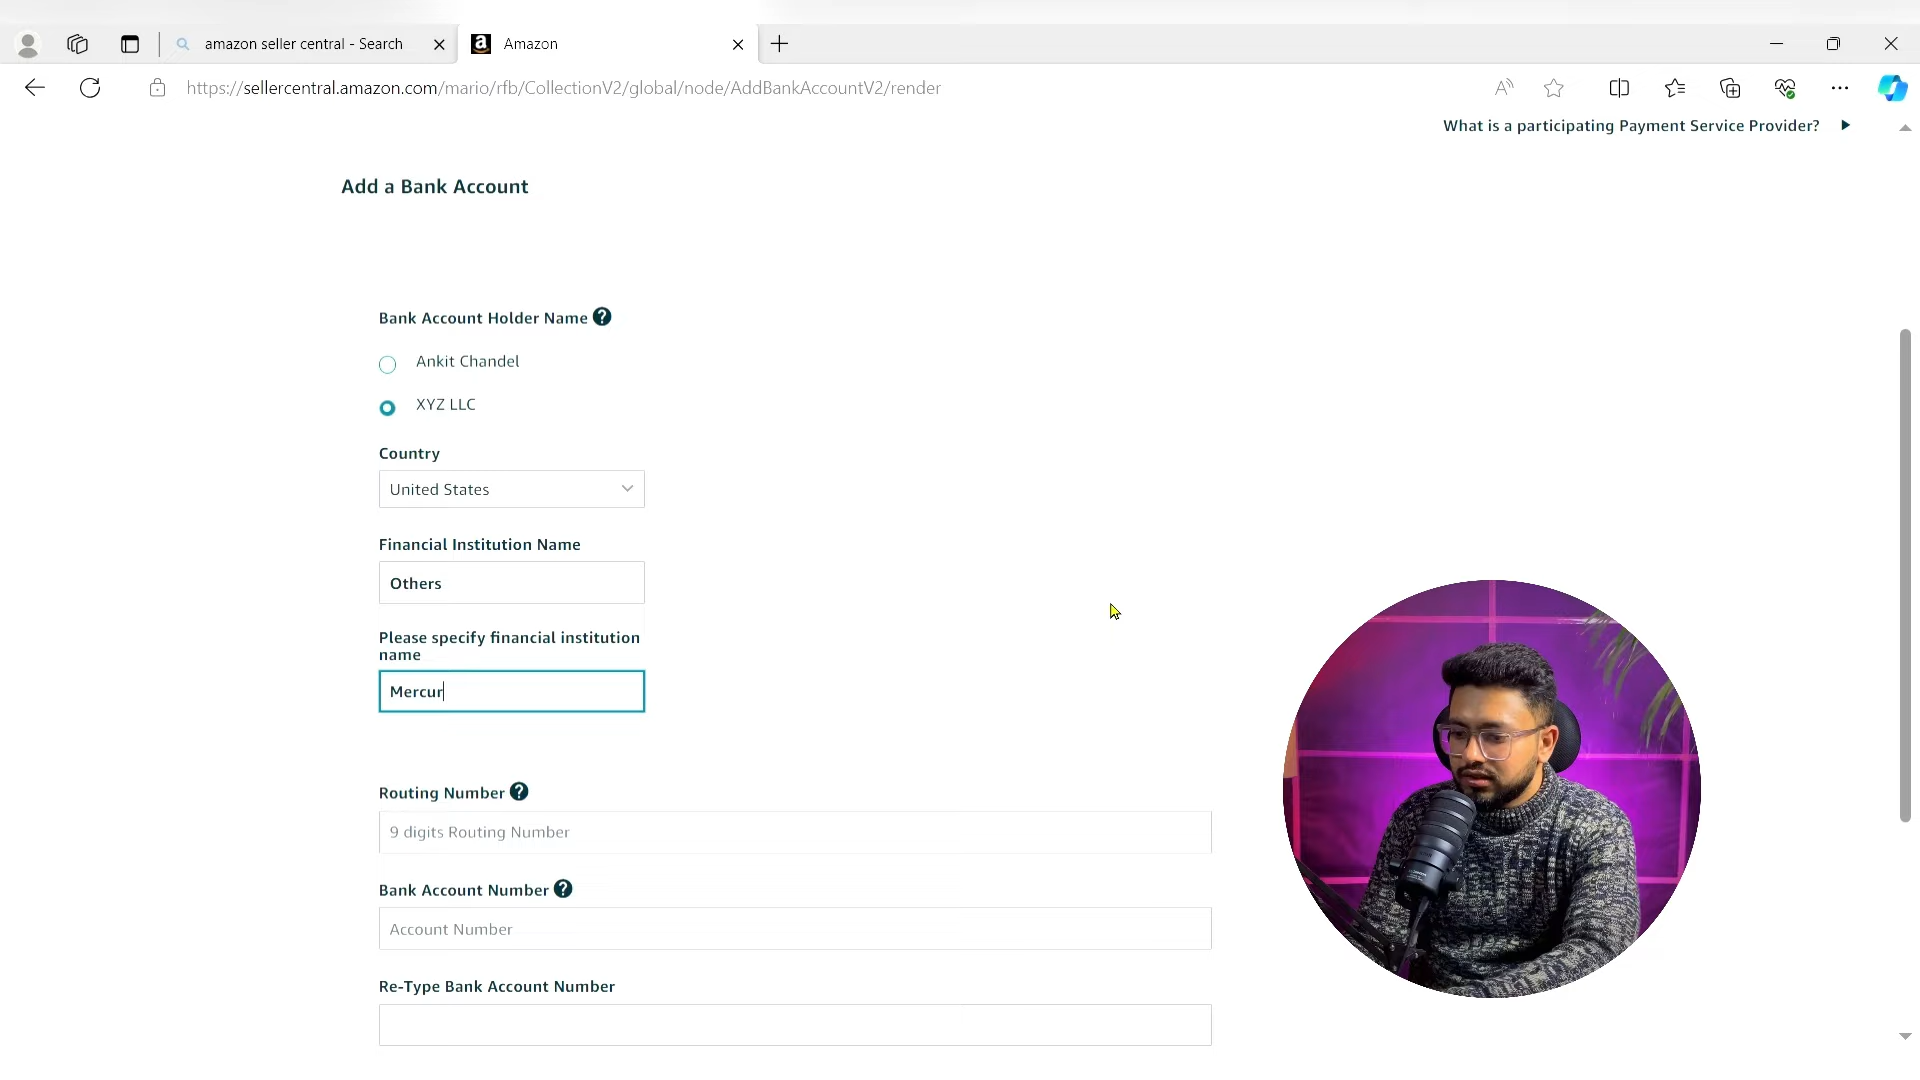 amazon seller central - Search
Amazon
https://sellercentral.amazon.com/mario/rfb/CollectionV2/global/node/AddBankAccountV2/render
What is a participating Payment Service Provider?
Add a Bank Account
Bank Account Holder Name
Ankit Chandel
XYZ LLC
Country
United States
Financial Institution Name
Others
Please specify financial institution
name
Mercur
Routing Number
9 digits Routing Number
Bank Account Number
Account Number
Re-Type Bank Account Number